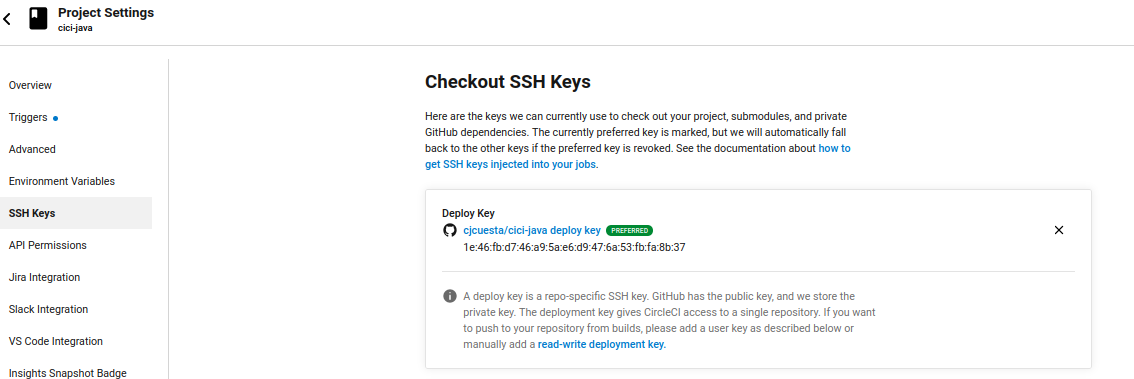 Project Settings
cici-java
Overview
Triggers
Advanced
Environment Variables
SSH Keys
API Permissions
Jira Integration
Slack Integration
VS Code Integration
Insights Snapshot Badge
Checkout SSH Keys
Here are the keys we can currently use to check out your project, submodules, and private
GitHub dependencies. The currently preferred key is marked, but we will automatically fall
back to the other keys if the preferred key is revoked. See the documentation about how to
get SSH keys injected into your jobs.
Deploy Key
cjcuesta/cici-java deploy key PREFERRED
1e:46:fb:d7:46:a9:5a:e6:d9:47:6a:53:fb:fa:8b:37
A deploy key is a repo-specific SSH key. GitHub has the public key, and we store the
private key. The deployment key gives CircleCI access to a single repository. If you want
to push to your repository from builds, please add a user key as described below or
manually add a read-write deployment key.